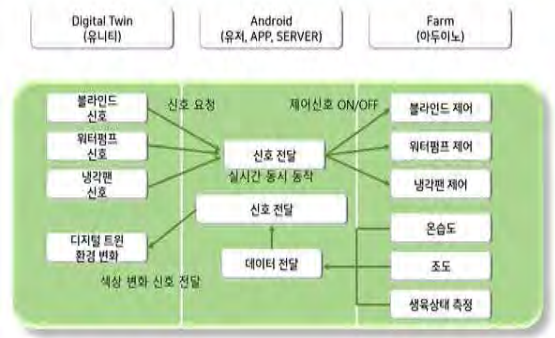 Digital Twin
(유니티)
Android
(유저, APP, SERVER)
Farm
(아두이노)
블라인드
신호
신호 요청
제어신호 ON/OFF
블라인드 제어
워터펌프
신호
신호 전달
워터펌프 제어
실시간 동시 동작
냉각팬
신호
냉각팬 제어
신호 전달
온습도
디지털 트윈
환경 변화
데이터 전달
조도
색상 변화 신호 전달
생육상태 측정